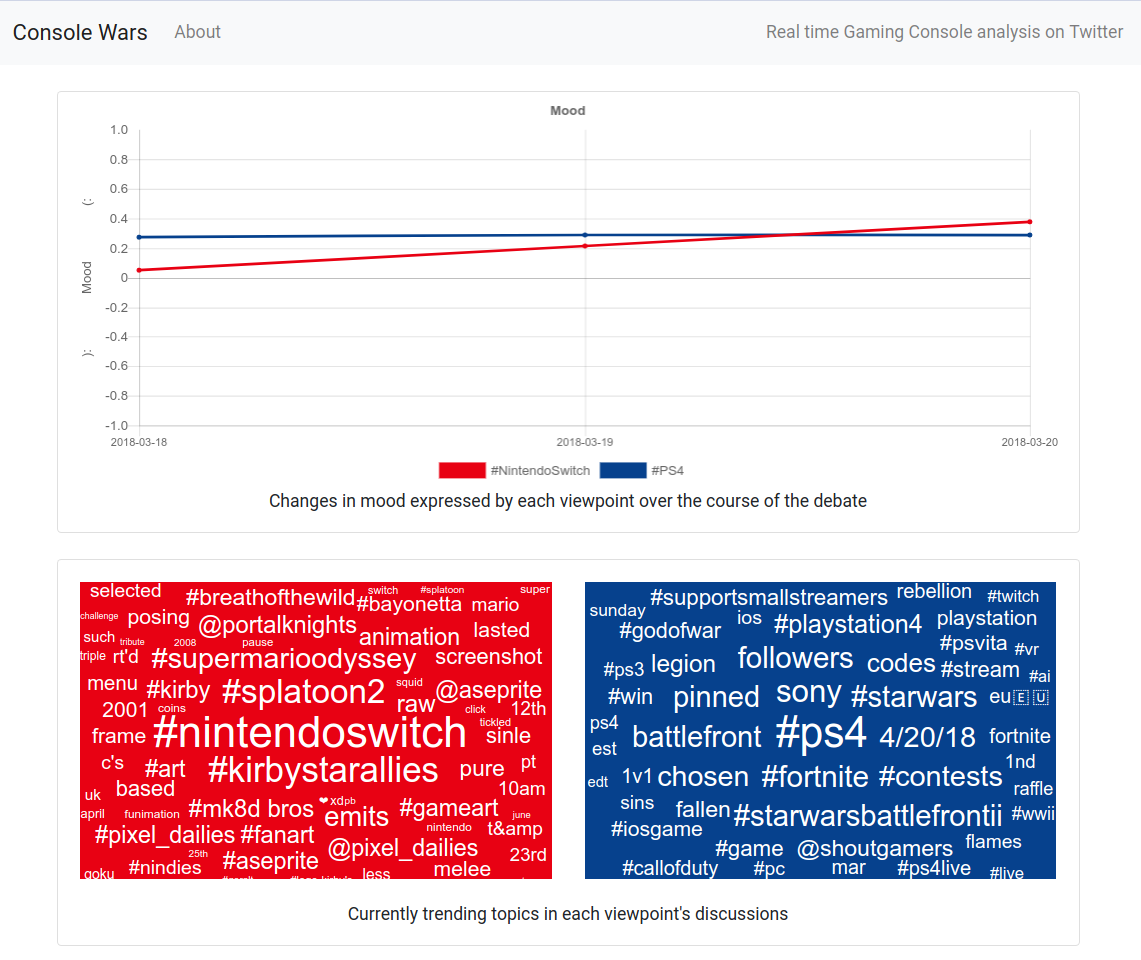 Console Wars About Real time Gaming Console analysis on Twitter
Mood
1.0
0.8
0.6
0.4
0.2
0
-0.2
-0.4
-0.6
-0.8
-1.0
): Mood (:
2018-03-18 2018-03-19 2018-03-20
#NintendoSwitch #PS4
Changes in mood expressed by each viewpoint over the course of the debate
selected switch #splatoon super
#breathofthewild #bayonetta mario
challenge posing @portalknights animation lasted
such tribute 2008 pause
triple rt'd #supermarioodyssey screenshot
menu #kirby #splatoon2 squid @aseprite
2001 coins raw click 12th
frame #nintendoswitch tickled sinle
c's #art #kirbystarallies pure pt
uk based 10am
april funimation #mk8d bros ❤ xd pb emits #gameart june
#pixel_dailies #fanart nintendo t&amp
25th #aseprite @pixel_dailies 23rd
goku #nindies less melee
#supportsmallstreamers rebellion #twitch
sunday #godofwar ios #playstation4 playstation
#ps3 legion followers codes #psvita #vr
#stream #ai
#win pinned sony #starwars eu🇪🇺
ps4 battlefront #ps4 4/20/18 fortnite
est 1nd
edt 1v1 chosen #fortnite #contests raffle
sins fallen #starwarsbattlefrontii #wwii
#iosgame #game @shoutgamers flames
#callofduty #pc mar #ps4live #live
Currently trending topics in each viewpoint's discussions